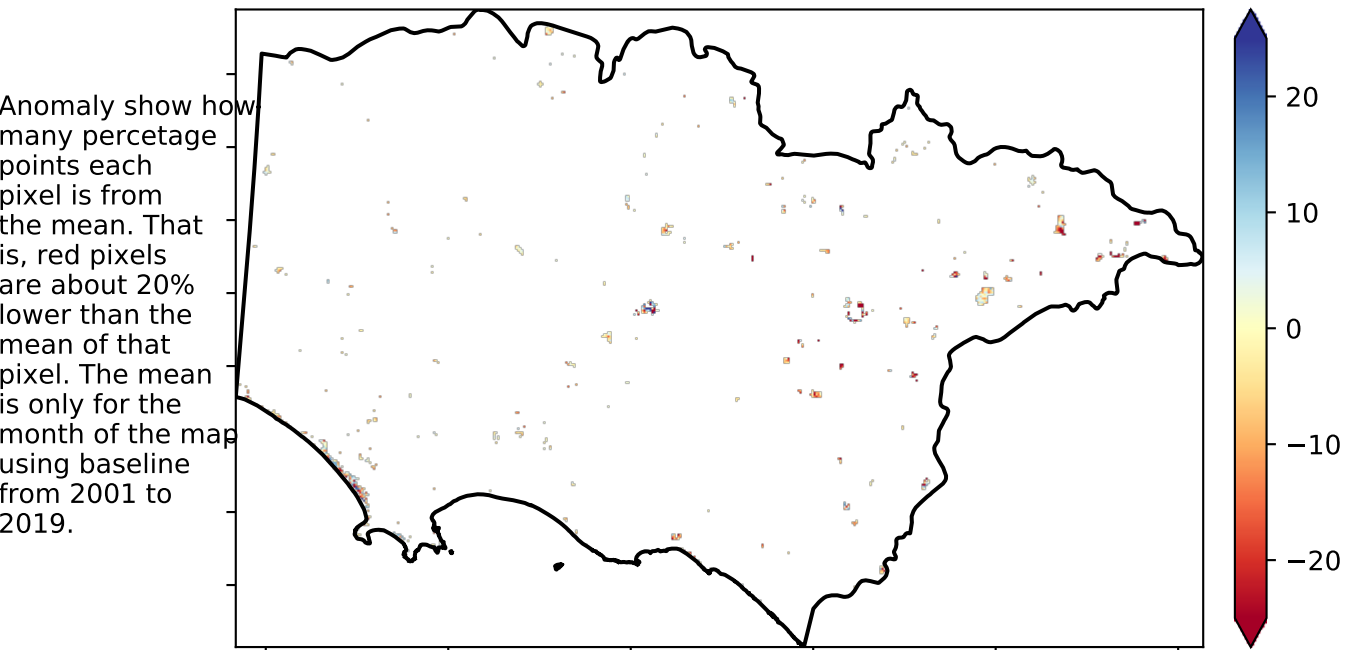 Anomaly show how
many percetage
points each
pixel is from
the mean. That
is, red pixels
are about 20%
lower than the
mean of that
pixel. The mean
is only for the
month of the map
using baseline
from 2001 to
2019.
20
10
0
−10
−20